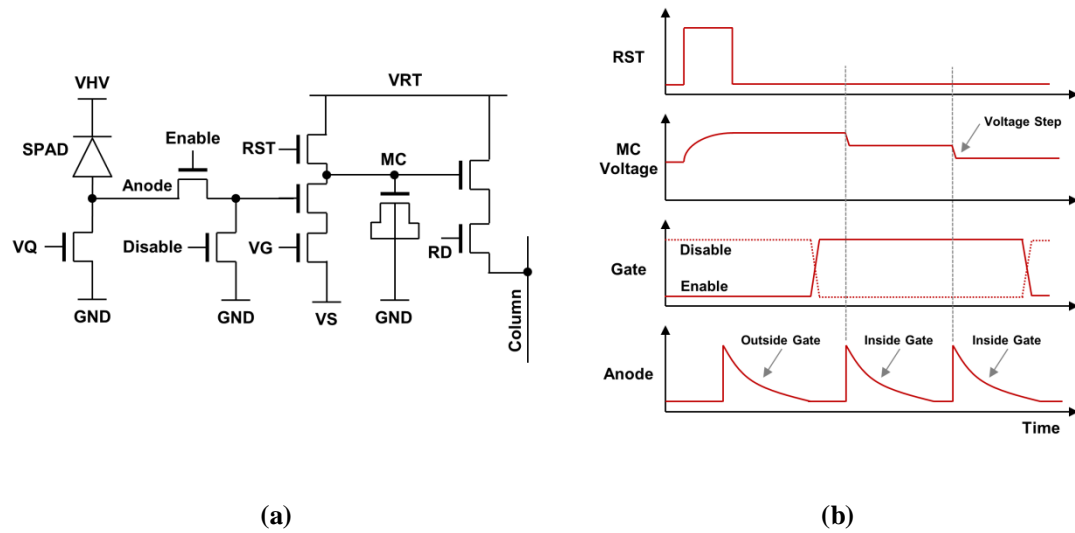 VHV
SPAD
Enable
Anode
VQ
Disable
GND
GND
VRT
RST
MC
VG
RD
VS
GND
Column
(a)
RST
MC
Voltage
Voltage Step
Gate
Disable
Enable
Anode
Outside Gate
Inside Gate
Inside Gate
Time
(b)